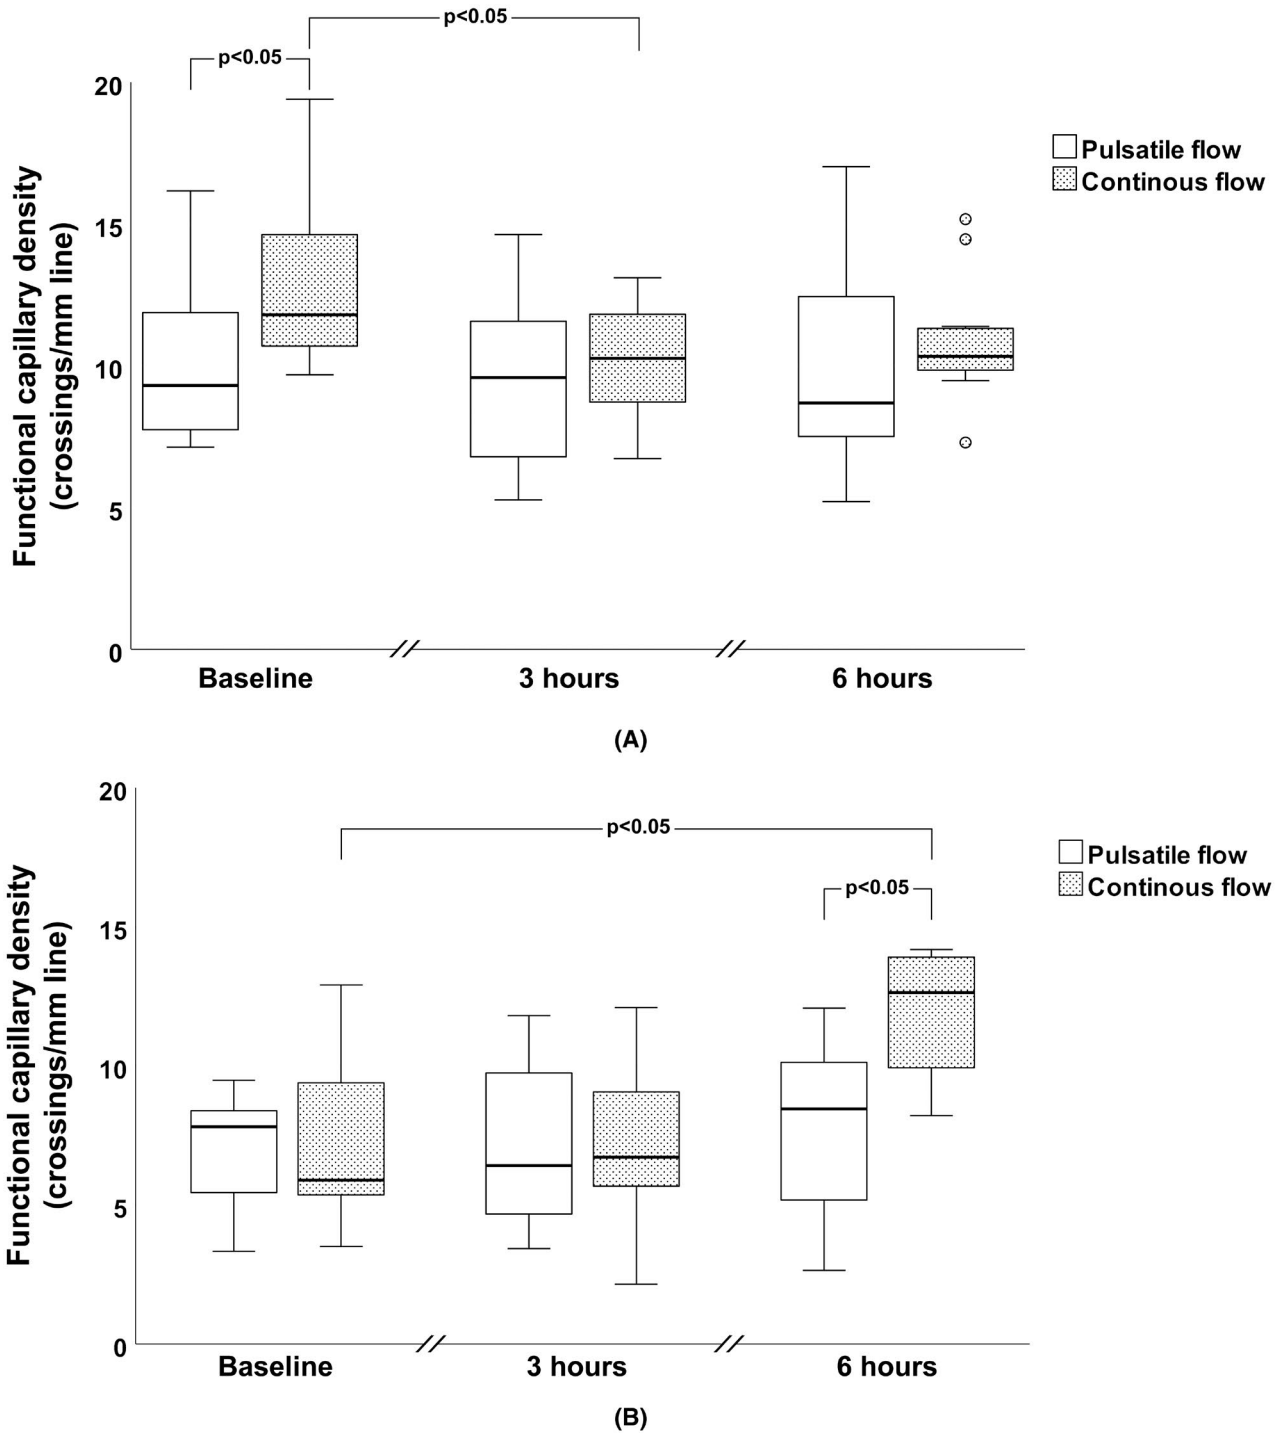 p<0.05
p<0.05
20
15
10
5
0
Functional capillary density
(crossings/mm line)
Pulsatile flow
Continous flow
Baseline
3 hours
6 hours
(A)
20
15
10
5
0
Functional capillary density
(crossings/mm line)
p<0.05
p<0.05
Pulsatile flow
Continous flow
Baseline
3 hours
6 hours
(B)